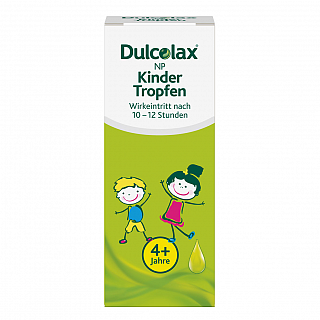 Dulcolax®
NP
Kinder
Tropfen
Wirkeintritt nach
10 – 12 Stunden
4+
Jahre